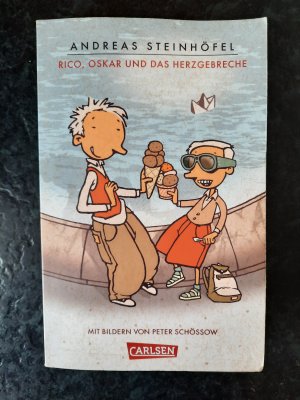 ANDREAS STEINHÖFEL
RICO, OSKAR UND DAS HERZGEBRECHE
MIT BILDERN VON PETER SCHÖSSOW
CARLSEN